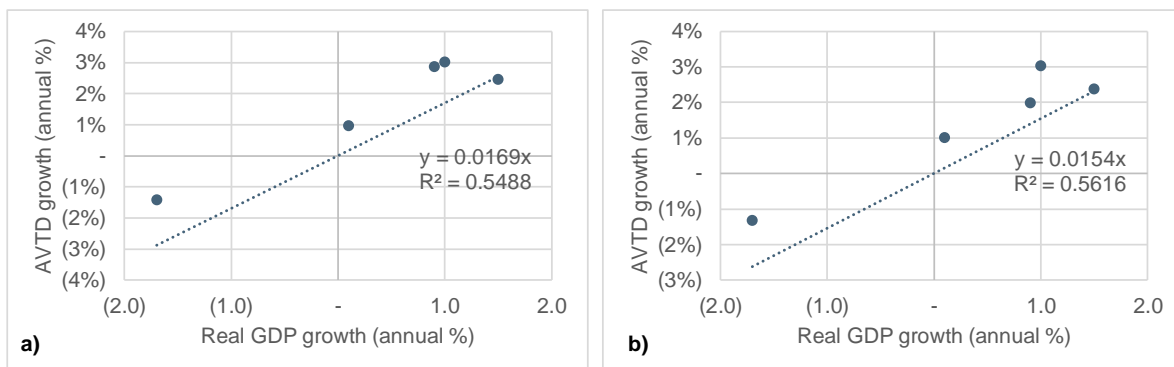 4%
3%
2%
1%
-
(1%)
(2%)
(3%)
(4%)
AVTD growth (annual %)
y = 0.0169x
R² = 0.5488
(2.0)
(1.0)
-
1.0
2.0
Real GDP growth (annual %)
a)
4%
3%
2%
1%
-
(1%)
(2%)
(3%)
AVTD growth (annual %)
y = 0.0154x
R² = 0.5616
(2.0)
(1.0)
-
1.0
2.0
Real GDP growth (annual %)
b)